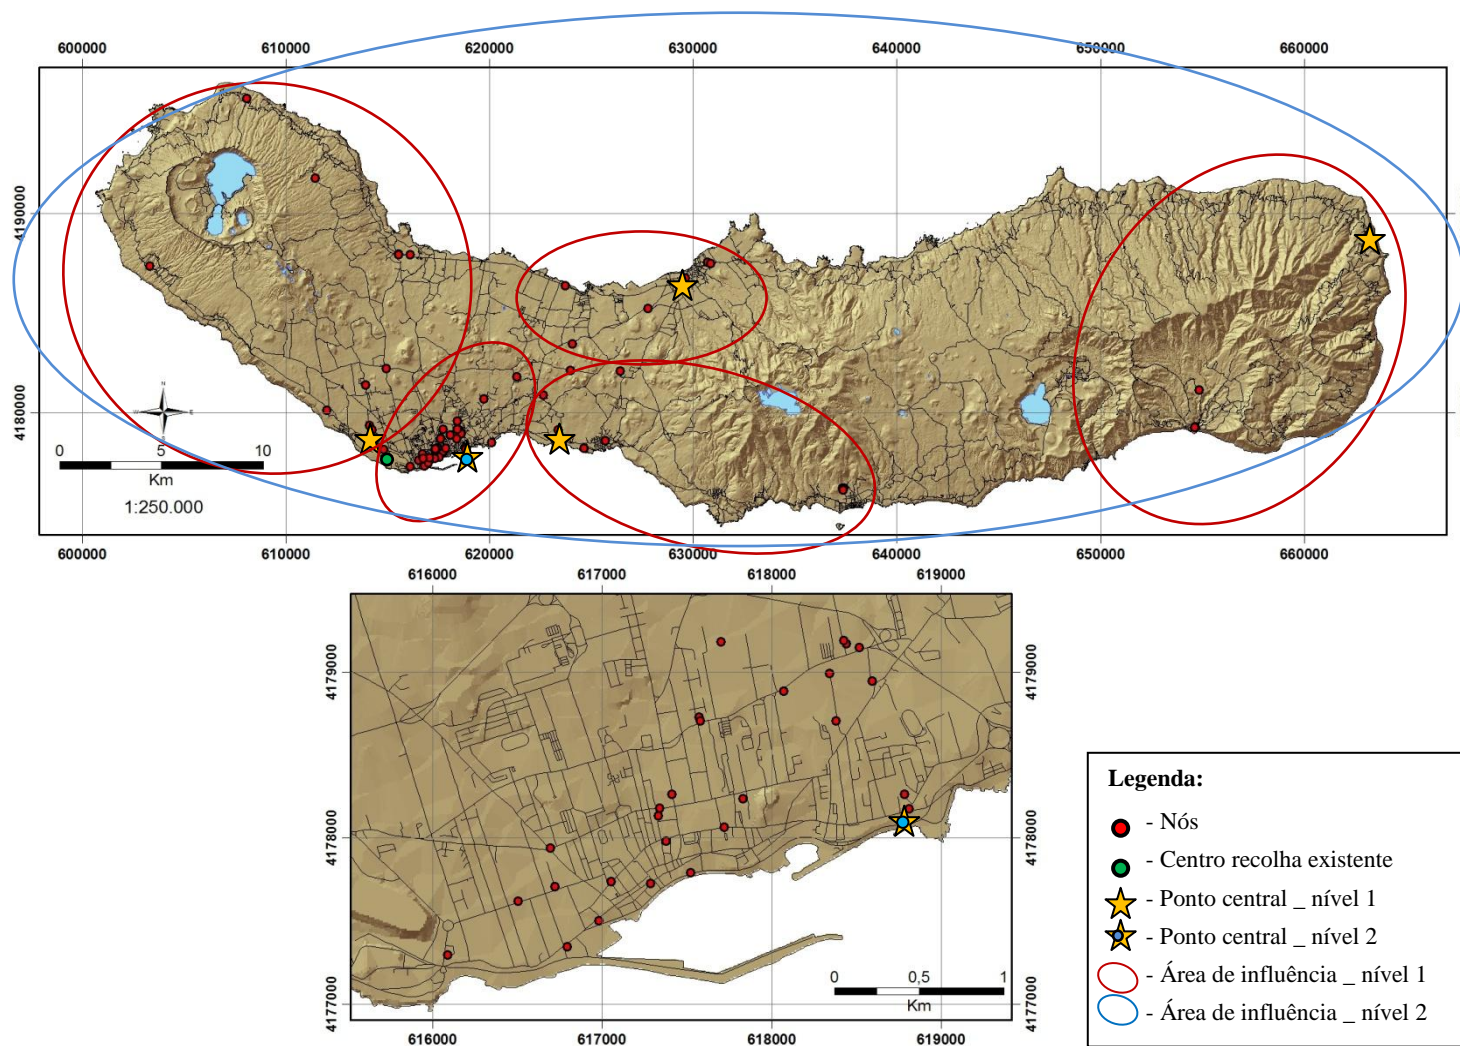 600000 610000 620000 630000 640000 650000 660000
4190000 4190000
4180000 4180000
N
W E
S
0 5 10
Km
1:250.000
600000 610000 620000 630000 640000 650000 660000
616000 617000 618000 619000
4179000 4179000
4178000 4178000
4177000 4177000
0 0,5 1
Km
616000 617000 618000 619000
Legenda:
- Nós
- Centro recolha existente
- Ponto central _ nível 1
- Ponto central _ nível 2
- Área de influência _ nível 1
- Área de influência _ nível 2